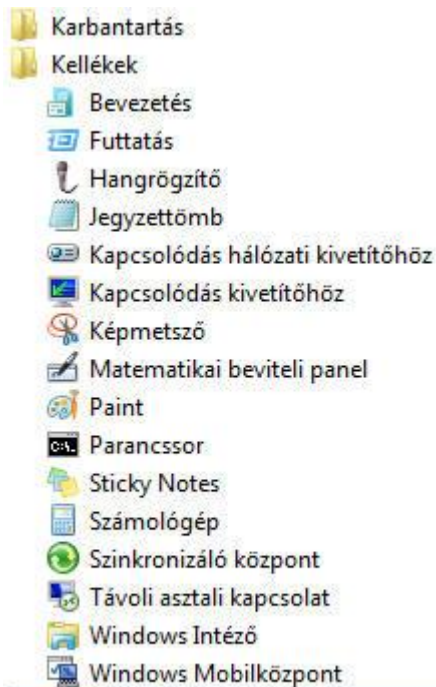 Karbantartás
Kellékek
Bevezetés
Futtatás
Hangrögzítő
Jegyzettömb
Kapcsolódás hálózati kivetítőhöz
Kapcsolódás kivetítőhöz
Képmetsző
Matematikai beviteli panel
Paint
Parancssor
Sticky Notes
Számológép
Szinkronizáló központ
Távoli asztali kapcsolat
Windows Intéző
Windows Mobilközpont